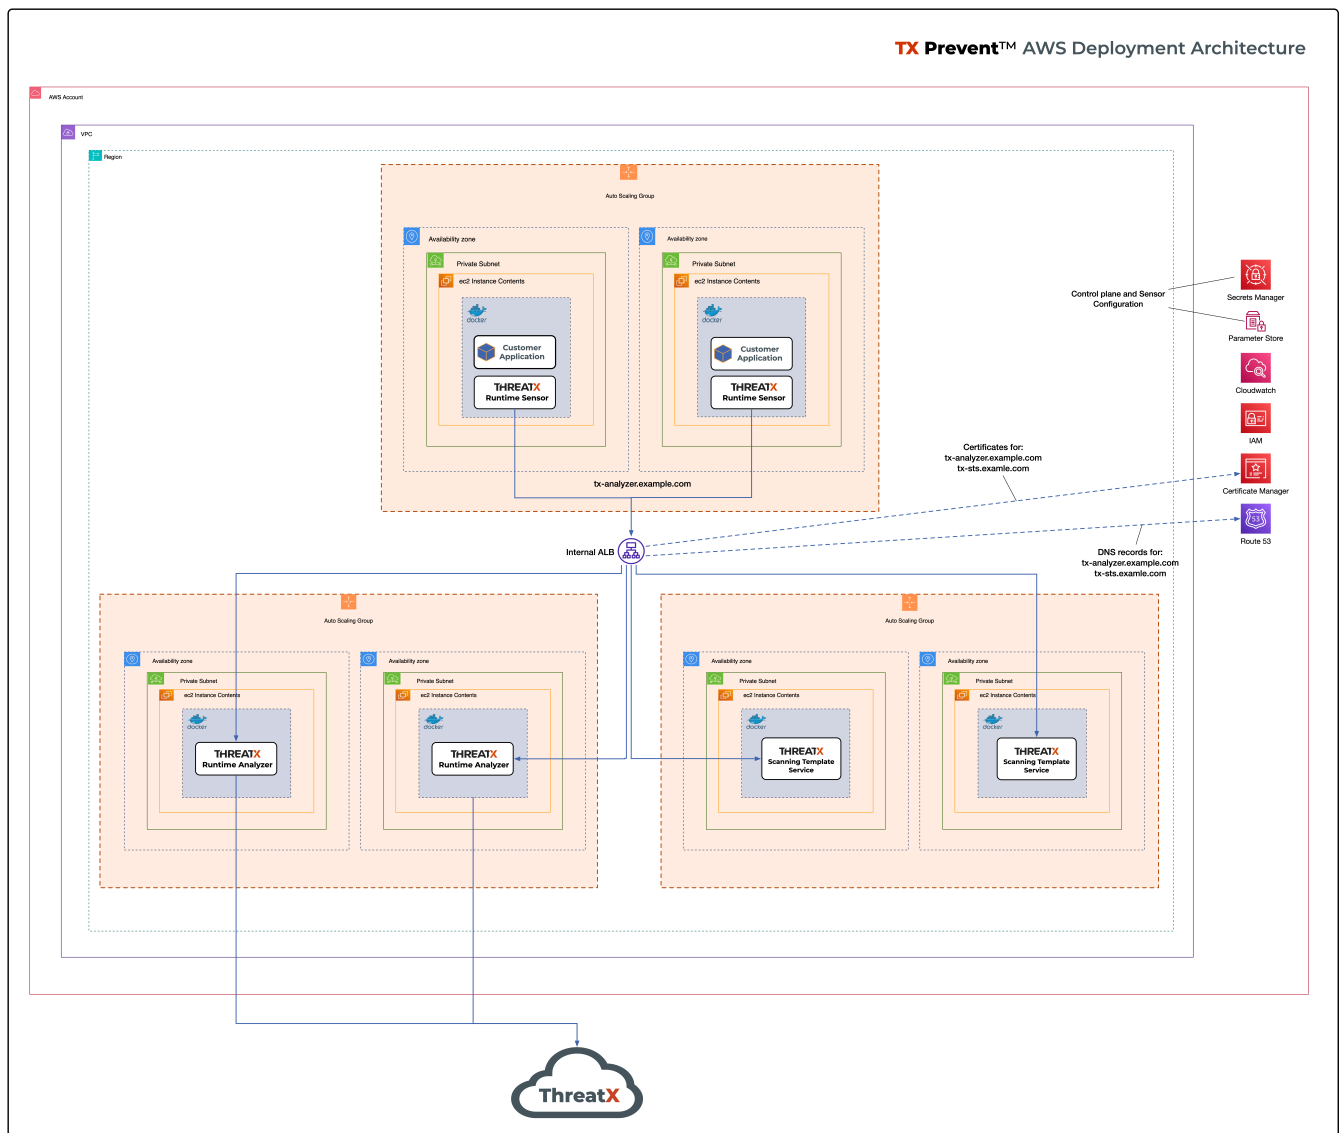 TX Prevent™ AWS Deployment Architecture
AWS Account
VPC
Region
Auto Scaling Group
Availability zone
Private Subnet
ec2 Instance Contents
docker
Customer
Application
THREATX
Runtime Sensor
Availability zone
Private Subnet
ec2 Instance Contents
docker
Customer
Application
THREATX
Runtime Sensor
tx-analyzer.example.com
Control plane and Sensor
Configuration
Secrets Manager
Parameter Store
Cloudwatch
IAM
Certificate Manager
53
Route 53
Certificates for:
tx-analyzer.example.com
tx-sts.examle.com
DNS records for:
tx-analyzer.example.com
tx-sts.examle.com
Internal ALB
Auto Scaling Group
Availability zone
Private Subnet
ec2 Instance Contents
docker
THREATX
Runtime Analyzer
Availability zone
Private Subnet
ec2 Instance Contents
docker
THREATX
Runtime Analyzer
Auto Scaling Group
Availability zone
Private Subnet
ec2 Instance Contents
docker
THREATX
Scanning Template
Service
Availability zone
Private Subnet
ec2 Instance Contents
docker
THREATX
Scanning Template
Service
ThreatX